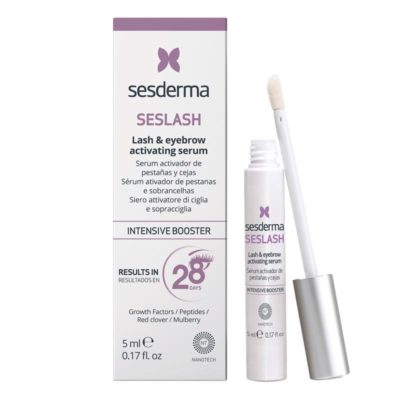 sesderma
SESLASH
Lash & eyebrow
activating serum
Serum activador de
pestañas y cejas
Sérum ativador de pestanas
e sobrancelhas
Siero attivatore di ciglia
e sopracciglia
INTENSIVE BOOSTER
RESULTS IN
RESULTADOS EN
28
DAYS
Growth Factors / Peptides /
Red clover / Mulberry
5 ml e
0.17 fl. oz
NT
NANOTECH
sesderma
SESLASH
Lash & eyebrow
activating serum
Serum activador de
pestañas y cejas
INTENSIVE BOOSTER
NT
NANOTECH
5 ml e 0.17 fl. oz